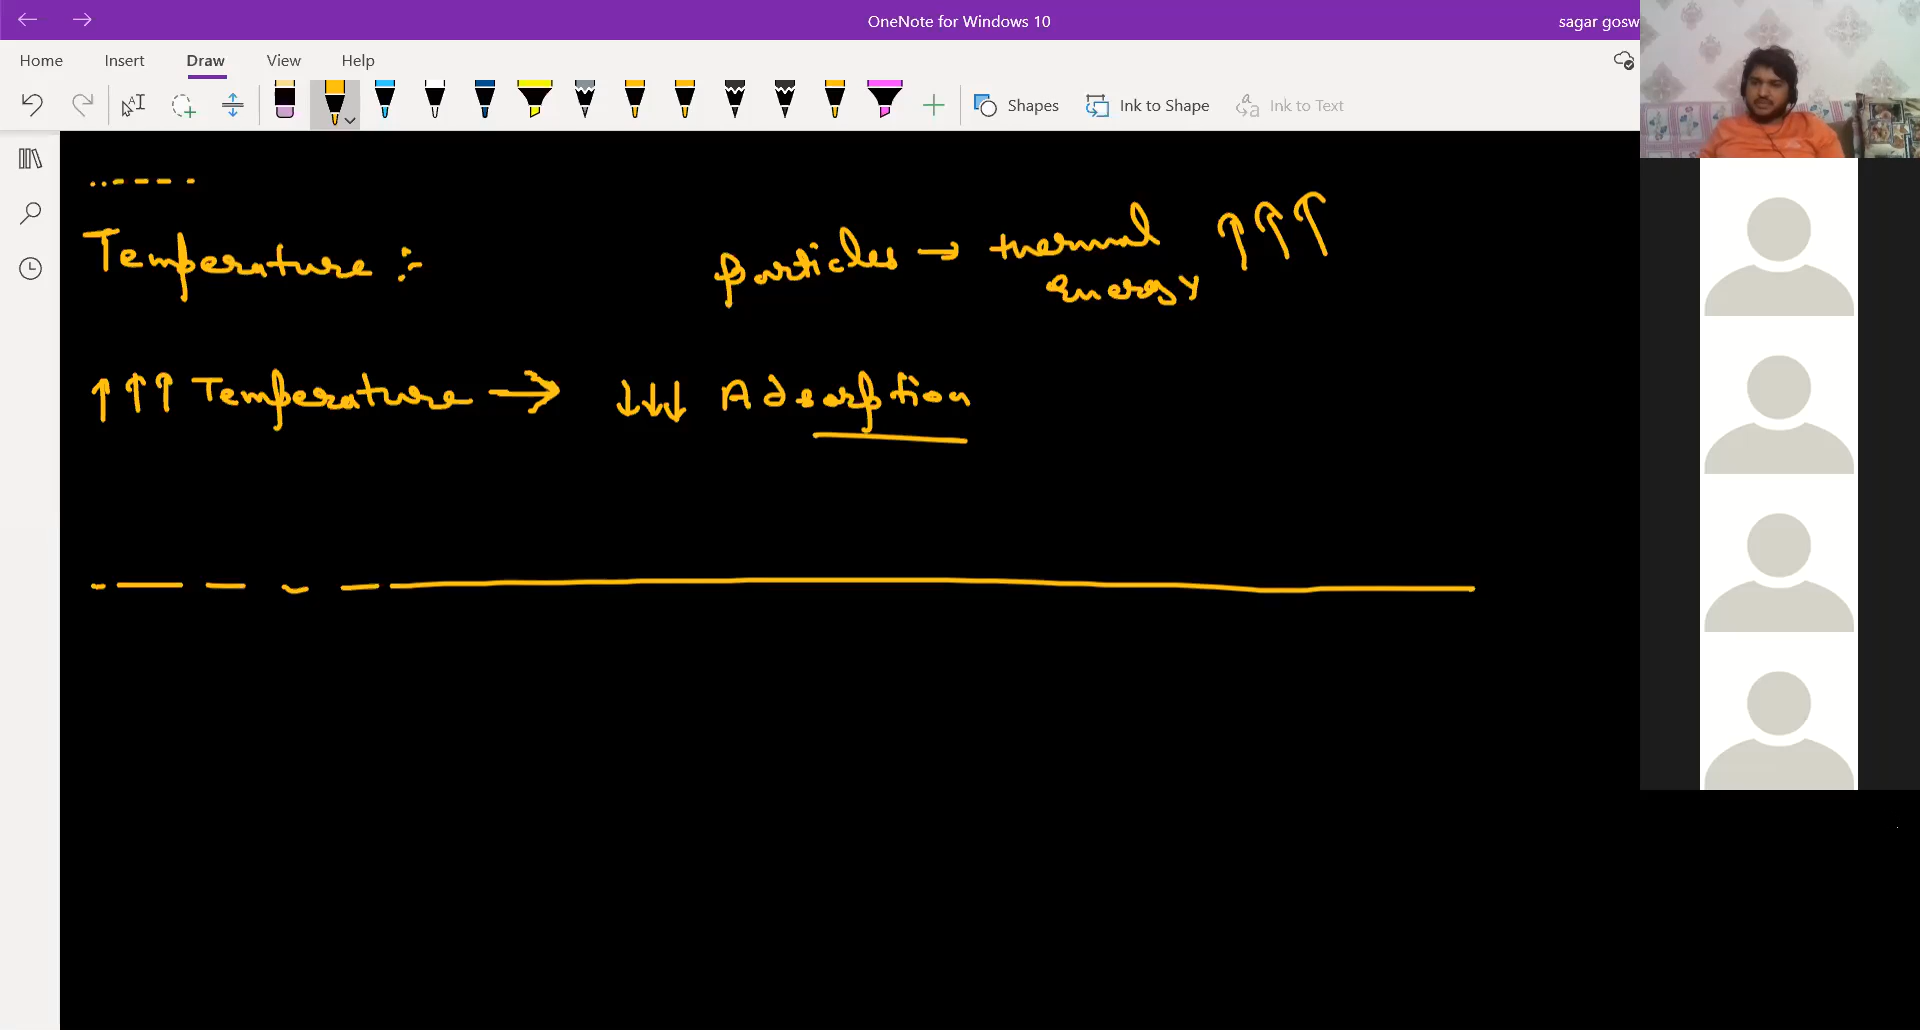 OneNote for Windows 10
sagar gosw
Home Insert Draw View Help
Shapes Ink to Shape Ink to Text
Temperature :-
particles → thermal energy ↑↑↑
↑↑↑ Temperature → ↓↓↓ Adsorption